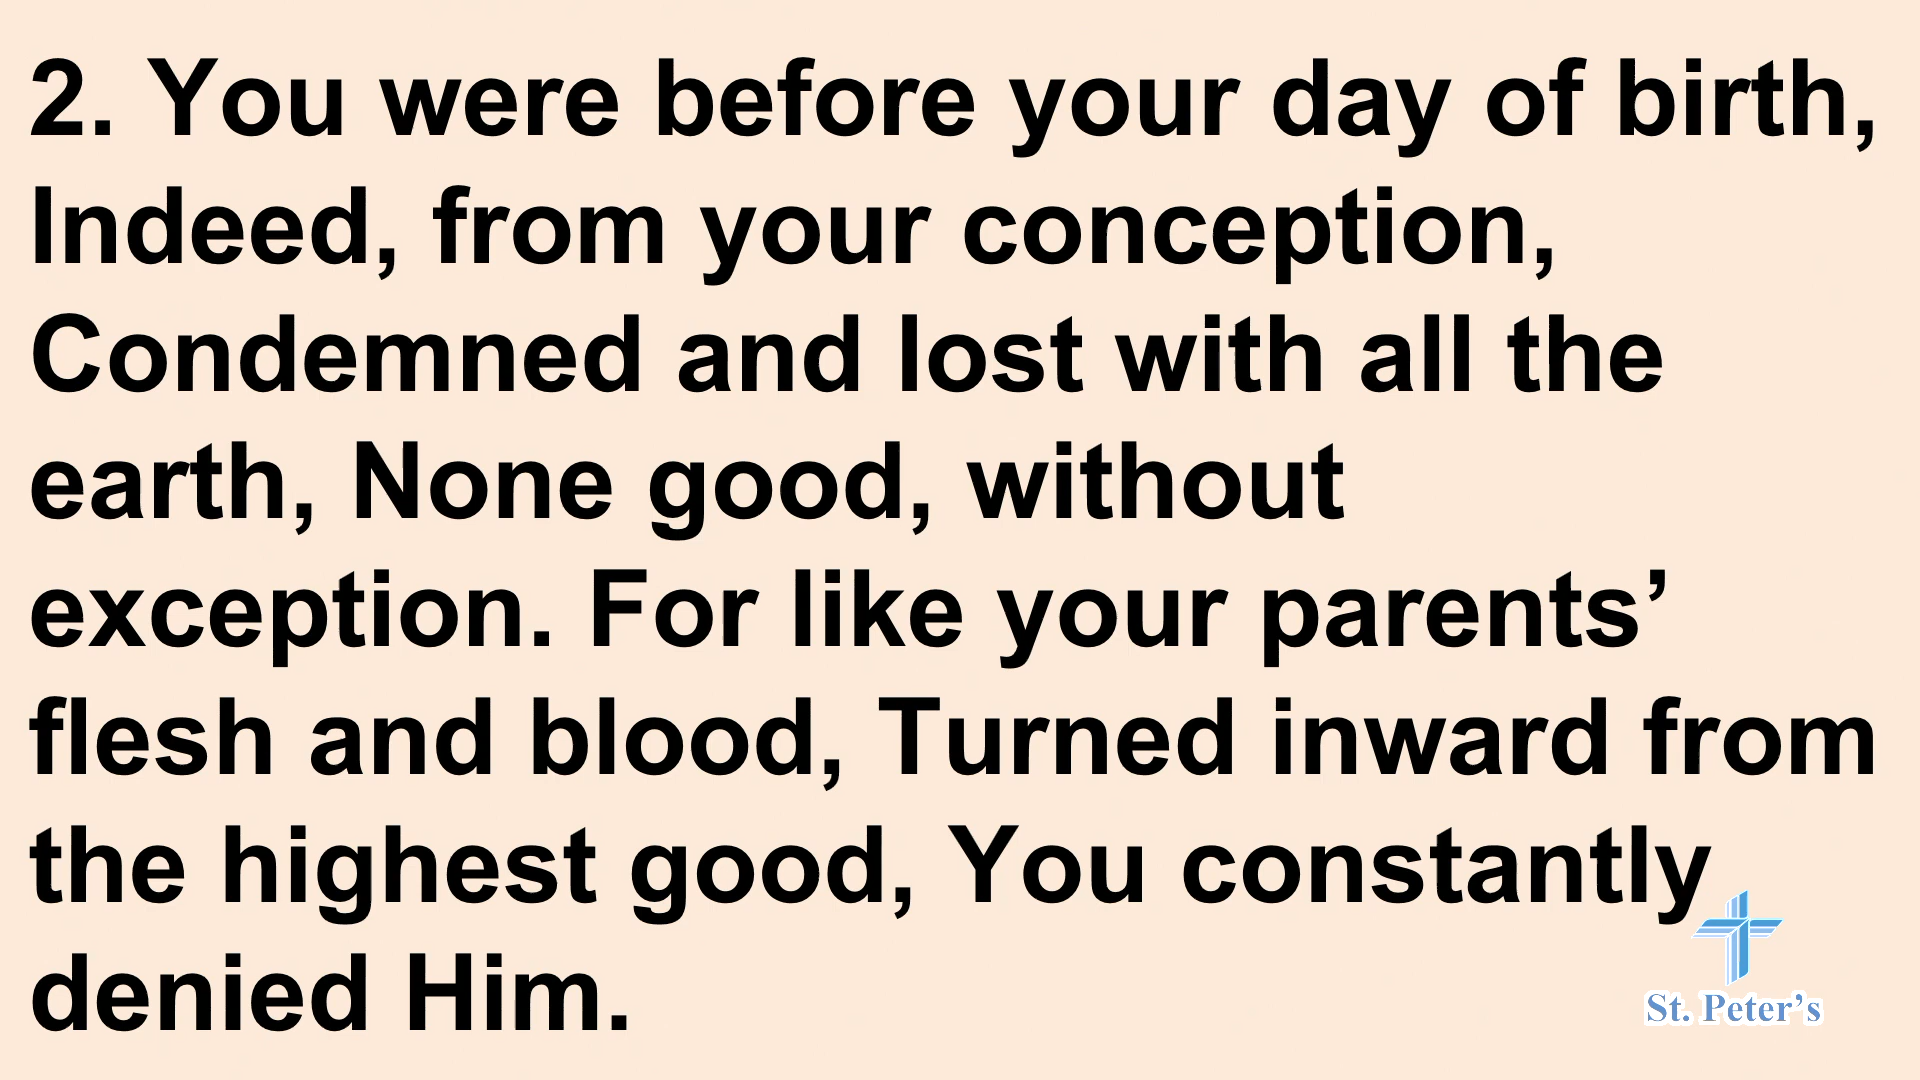 2. You were before your day of birth,
Indeed, from your conception,
Condemned and lost with all the
earth, None good, without
exception. For like your parents’
flesh and blood, Turned inward from
the highest good, You constantly
denied Him.
St. Peter’s